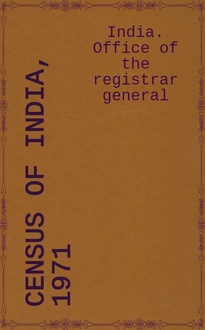 India.
Office of
the
registrar
general
CENSUS OF INDIA,
1971